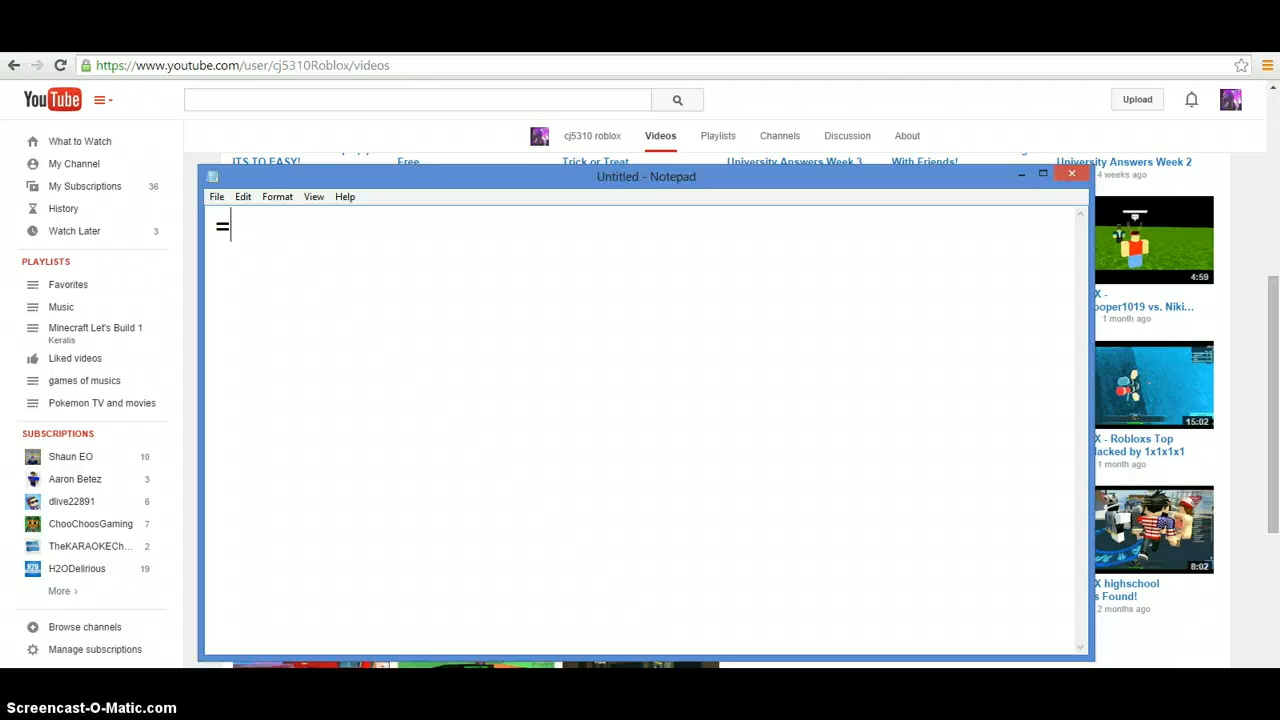 https://www.youtube.com/user/cj5310Roblox/videos
YouTube
Upload
cj5310 roblox Videos Playlists Channels Discussion About
What to Watch
My Channel
My Subscriptions 36
History
Watch Later 3
PLAYLISTS
Favorites
Music
Minecraft Let's Build 1
Keralis
Liked videos
games of musics
Pokemon TV and movies
SUBSCRIPTIONS
Shaun EO 10
Aaron Betez 3
dlive22891 6
ChooChoosGaming 7
TheKARAOKECh... 2
H2ODelirious 19
More ›
Browse channels
Manage subscriptions
ITS TO EASY! Free Trick or Treat University Answers Week 3 With Friends! University Answers Week 2
4 weeks ago
Untitled - Notepad
File Edit Format View Help
=
4:59
X -
ooper1019 vs. Niki...
1 month ago
15:02
X - Robloxs Top
lacked by 1x1x1x1
1 month ago
8:02
X highschool
s Found!
2 months ago
Screencast-O-Matic.com